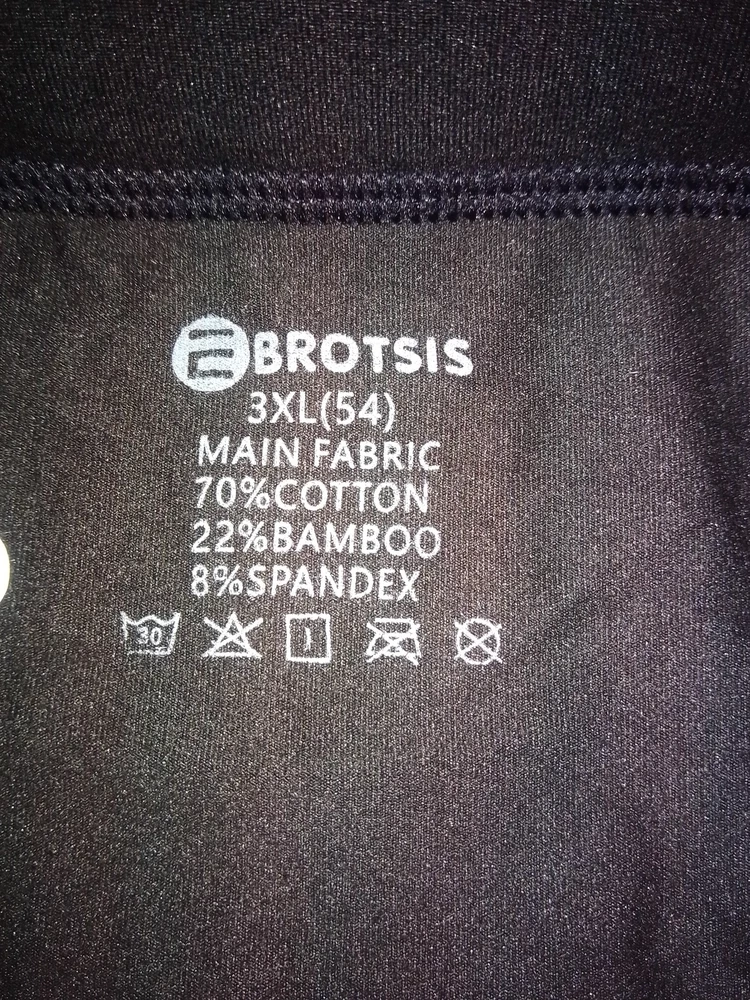 BROTSIS
3XL(54)
MAIN FABRIC
70%COTTON
22%BAMBOO
8%SPANDEX
30